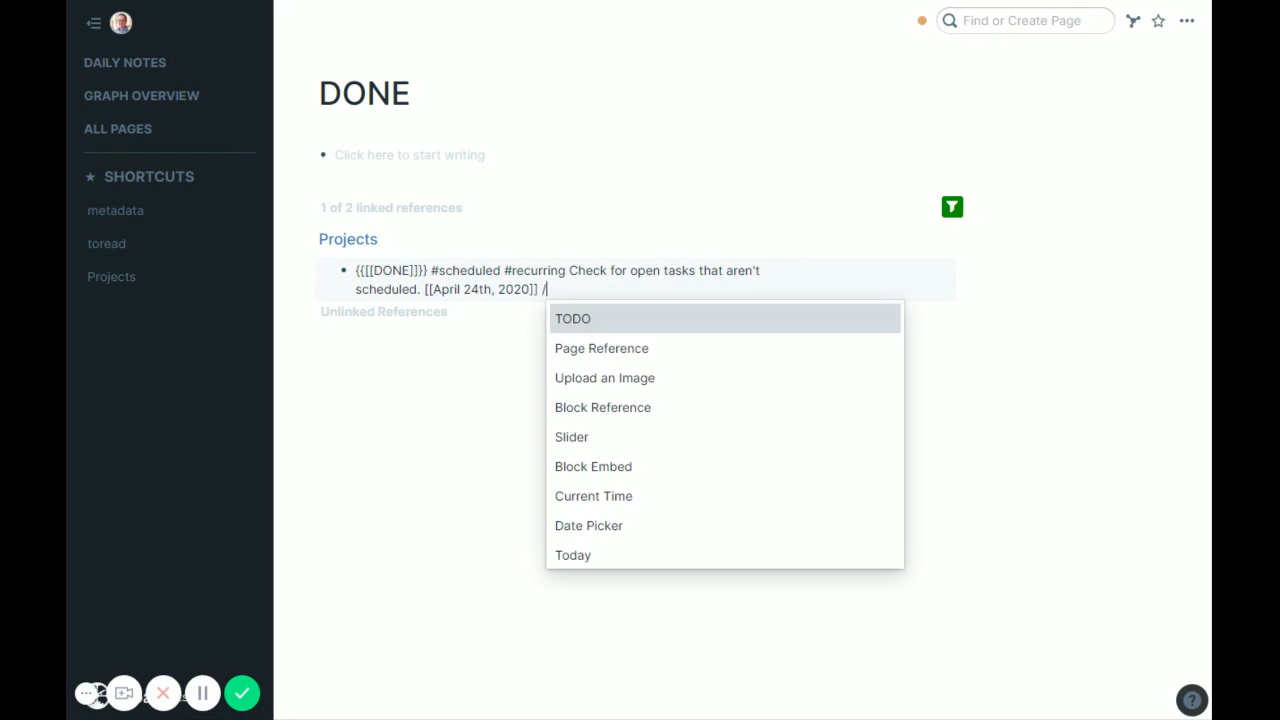 DAILY NOTES
GRAPH OVERVIEW
ALL PAGES
★ SHORTCUTS
metadata
toread
Projects
Find or Create Page
DONE
Click here to start writing
1 of 2 linked references
Projects
{{[[DONE]]}} #scheduled #recurring Check for open tasks that aren't
scheduled. [[April 24th, 2020]] /
Unlinked References
TODO
Page Reference
Upload an Image
Block Reference
Slider
Block Embed
Current Time
Date Picker
Today